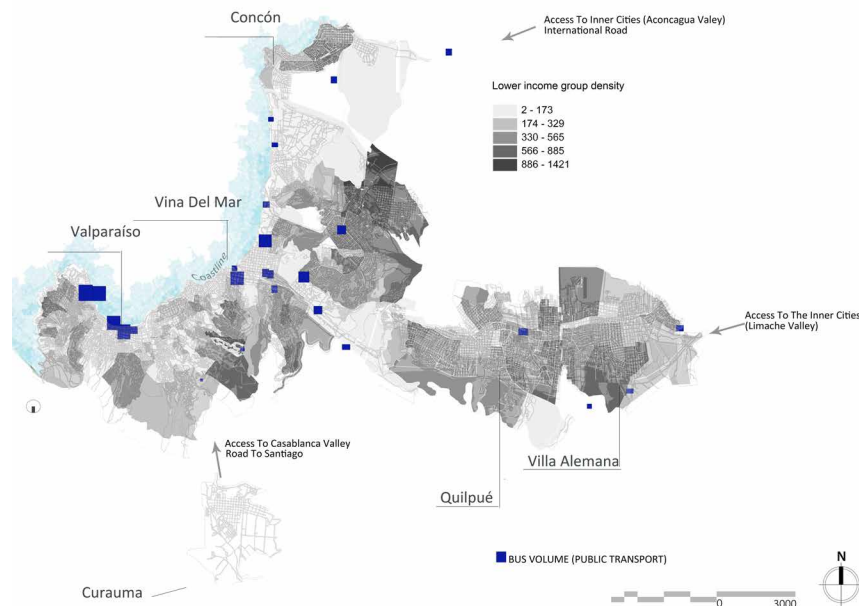 Concón
Access To Inner Cities (Aconcagua Valey)
International Road
Lower income group density
2 - 173
174 - 329
330 - 565
566 - 885
886 - 1421
Vina Del Mar
Valparaíso
Coastline
Access To The Inner Cities
(Limache Valley)
Access To Casablanca Valley
Road To Santiago
Villa Alemana
Quilpué
BUS VOLUME (PUBLIC TRANSPORT)
N
Curauma
0 3000